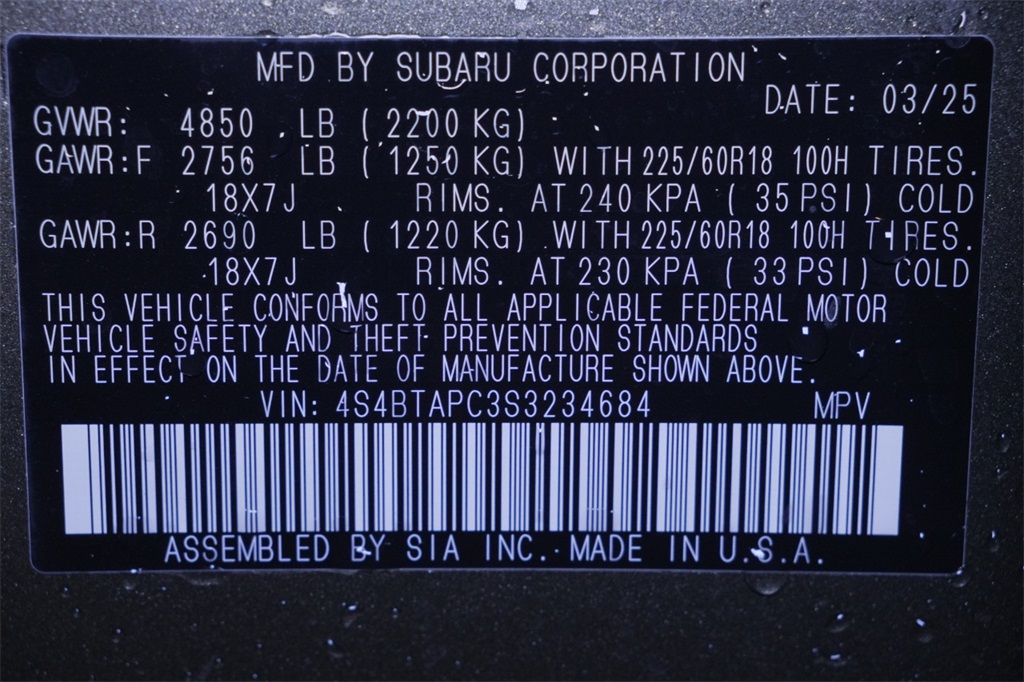 MFD BY SUBARU CORPORATION
DATE: 03/25
GVWR: 4850 LB ( 2200 KG)
GAWR:F 2756 LB ( 1250 KG) WITH 225/60R18 100H TIRES.
18X7J RIMS. AT 240 KPA ( 35 PSI) COLD
GAWR:R 2690 LB ( 1220 KG) WITH 225/60R18 100H TIRES.
18X7J RIMS. AT 230 KPA ( 33 PSI) COLD
THIS VEHICLE CONFORMS TO ALL APPLICABLE FEDERAL MOTOR
VEHICLE SAFETY AND THEFT PREVENTION STANDARDS
IN EFFECT ON THE DATE OF MANUFACTURE SHOWN ABOVE.
VIN: 4S4BTAPC3S3234684 MPV
ASSEMBLED BY SIA INC. MADE IN U.S.A.